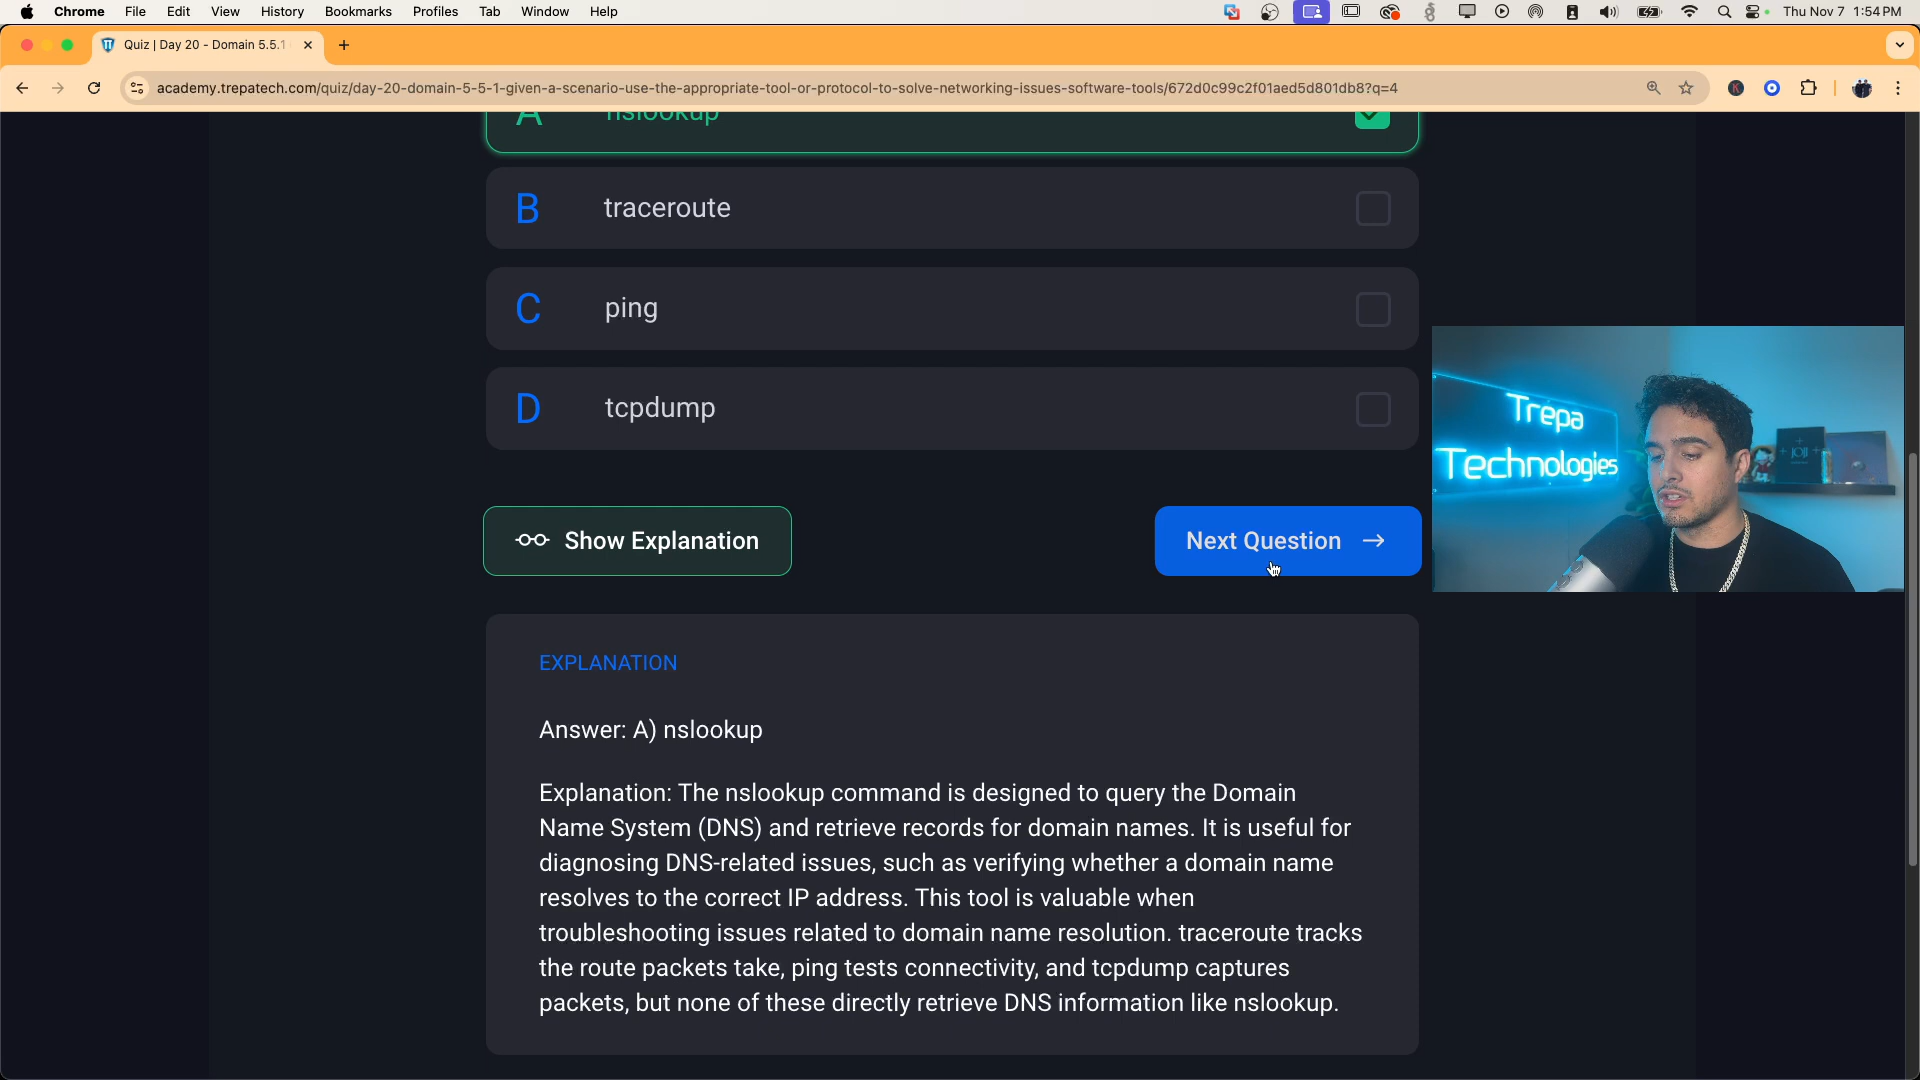 Chrome File Edit View History Bookmarks Profiles Tab Window Help Thu Nov 7 1:54 PM
Quiz | Day 20 - Domain 5.5.1
academy.trepatech.com/quiz/day-20-domain-5-5-1-given-a-scenario-use-the-appropriate-tool-or-protocol-to-solve-networking-issues-software-tools/672d0c99c2f01aed5d801db8?q=4
A nslookup
B traceroute
C ping
D tcpdump
Trepa
Technologies
JOJI
Show Explanation
Next Question →
EXPLANATION
Answer: A) nslookup
Explanation: The nslookup command is designed to query the Domain
Name System (DNS) and retrieve records for domain names. It is useful for
diagnosing DNS-related issues, such as verifying whether a domain name
resolves to the correct IP address. This tool is valuable when
troubleshooting issues related to domain name resolution. traceroute tracks
the route packets take, ping tests connectivity, and tcpdump captures
packets, but none of these directly retrieve DNS information like nslookup.